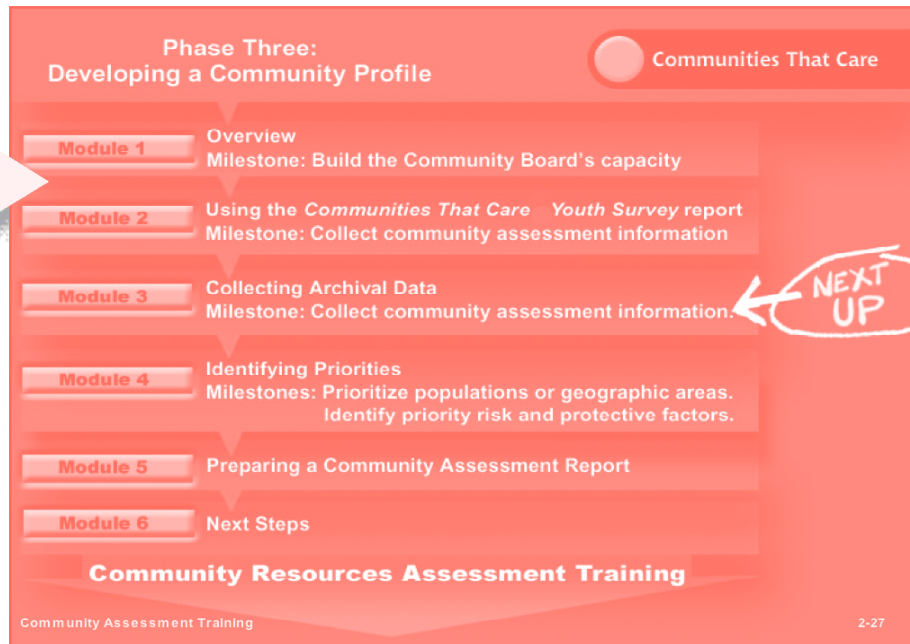 Phase Three:
Developing a Community Profile
Communities That Care
Module 1
Overview
Milestone: Build the Community Board's capacity
Module 2
Using the Communities That Care Youth Survey report
Milestone: Collect community assessment information
Module 3
Collecting Archival Data
Milestone: Collect community assessment information.
NEXT
UP
Module 4
Identifying Priorities
Milestones: Prioritize populations or geographic areas.
Identify priority risk and protective factors.
Module 5
Preparing a Community Assessment Report
Module 6
Next Steps
Community Resources Assessment Training
Community Assessment Training
2-27